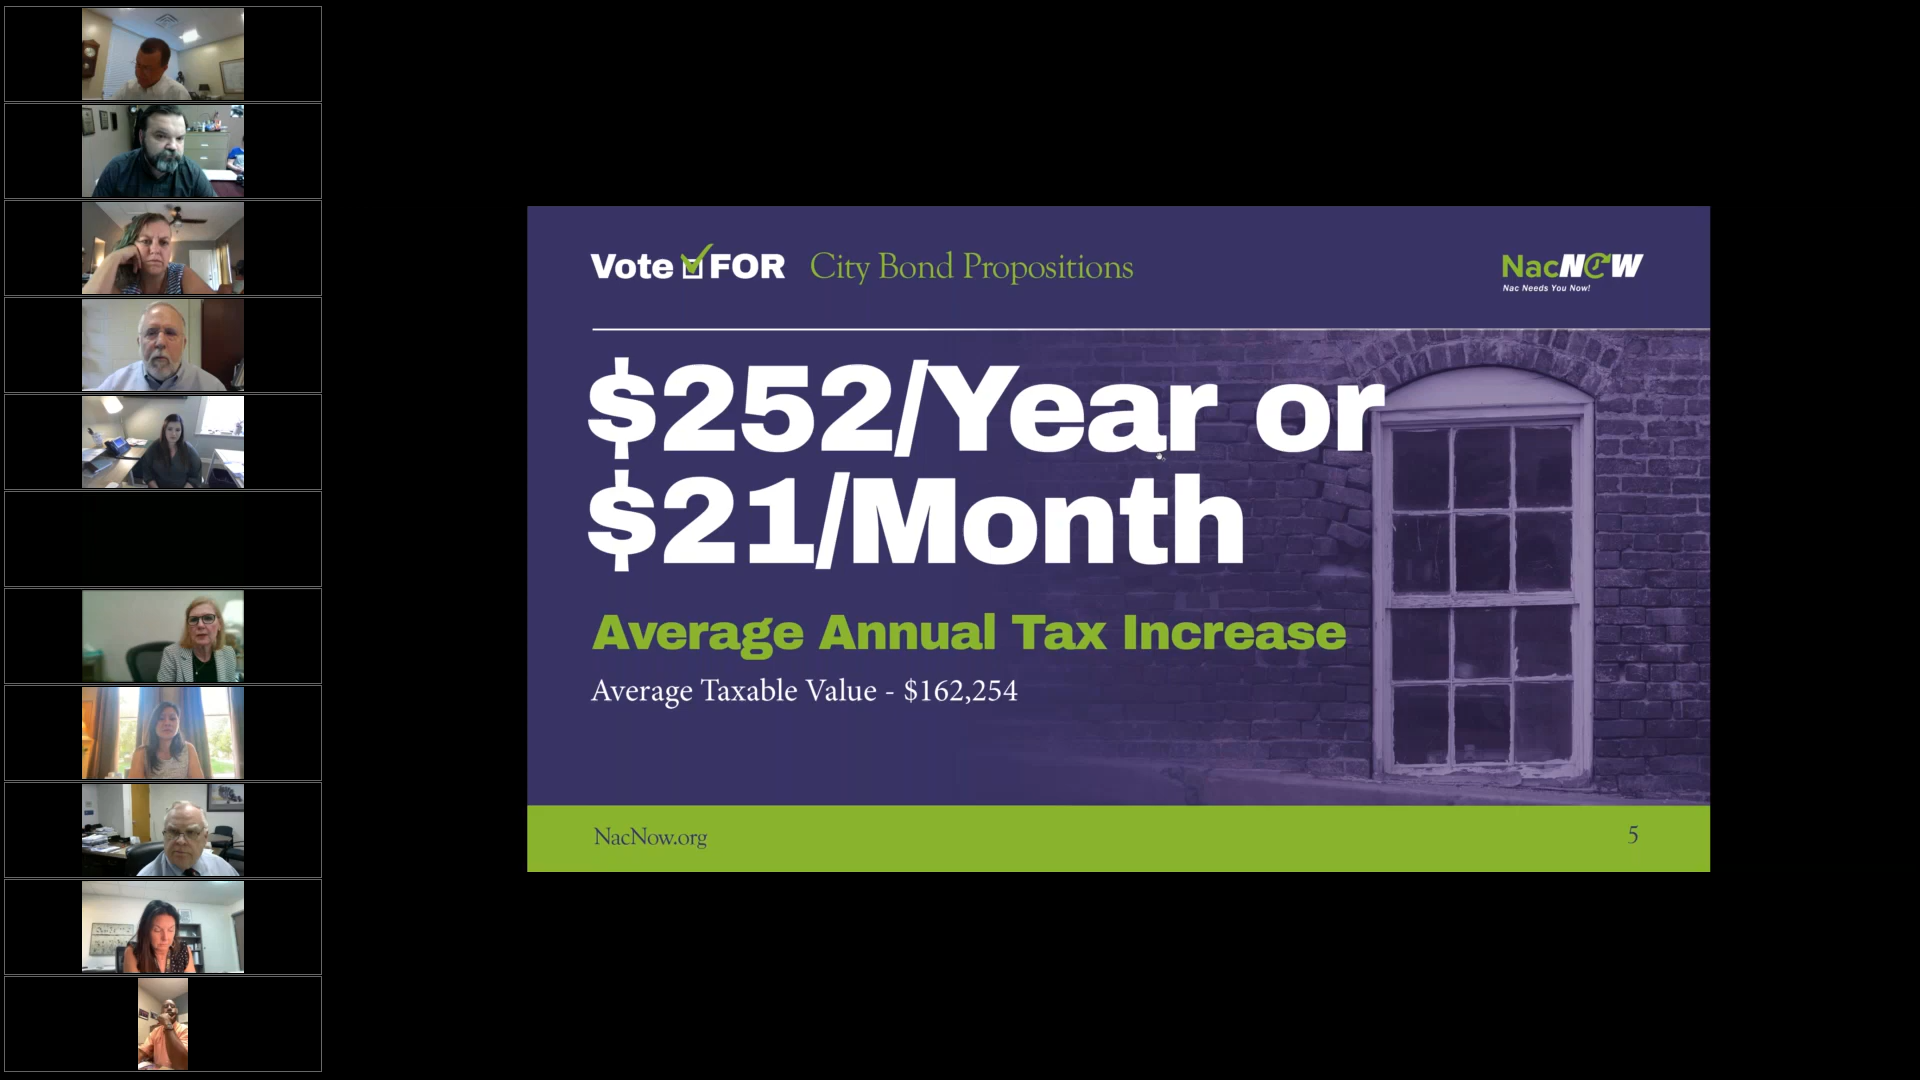 Vote FOR City Bond Propositions
NacNOW
Nac Needs You Now!
$252/Year or
$21/Month
Average Annual Tax Increase
Average Taxable Value - $162,254
NacNow.org
5